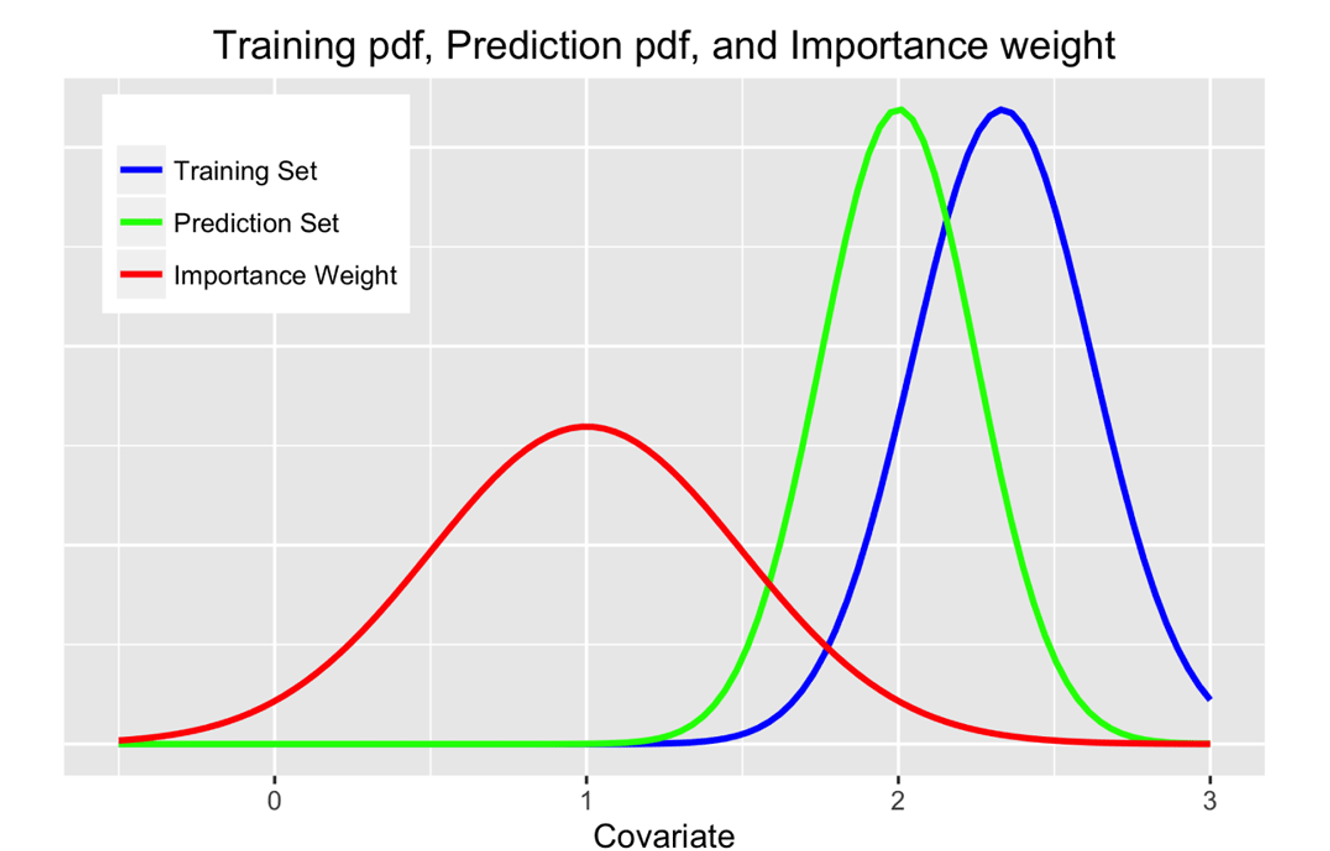 Training pdf, Prediction pdf, and Importance weight
Training Set
Prediction Set
Importance Weight
0 1 2 3
Covariate